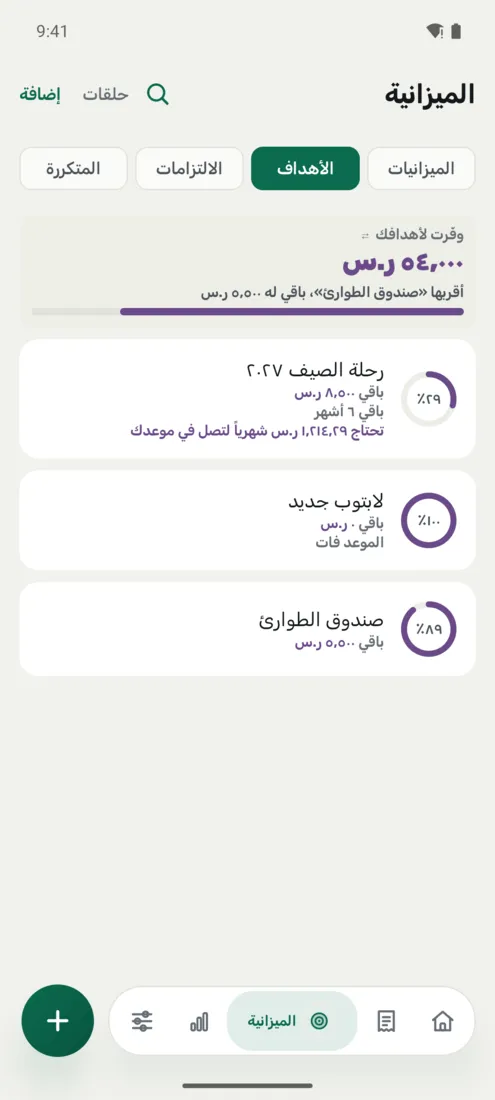 9:41
الميزانية
حلقات
إضافة
الميزانيات
الأهداف
الالتزامات
المتكررة
وفّرت لأهدافك
٥٤,٠٠٠ ر.س
أقربها «صندوق الطوارئ»، باقي له ٥,٥٠٠ ر.س
٪٢٩
رحلة الصيف ٢٠٢٧
باقي ٨,٥٠٠ ر.س
باقي ٦ أشهر
تحتاج ١,٢١٤,٢٩ ر.س شهرياً لتصل في موعدك
٪١٠٠
لابتوب جديد
باقي ٠ ر.س
الموعد فات
٪٨٩
صندوق الطوارئ
باقي ٥,٥٠٠ ر.س
الميزانية